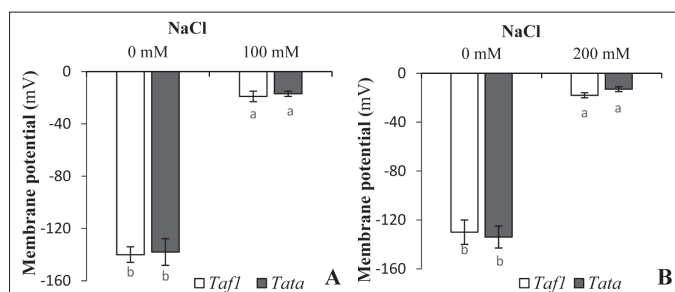 NaCl
0 mM 100 mM
0
-40
-80
-120
-160
Membrane potential (mV)
a a
b b
Taf1 Tata
A
NaCl
0 mM 200 mM
0
-40
-80
-120
-160
Membrane potential (mV)
a a
b b
Taf1 Tata
B